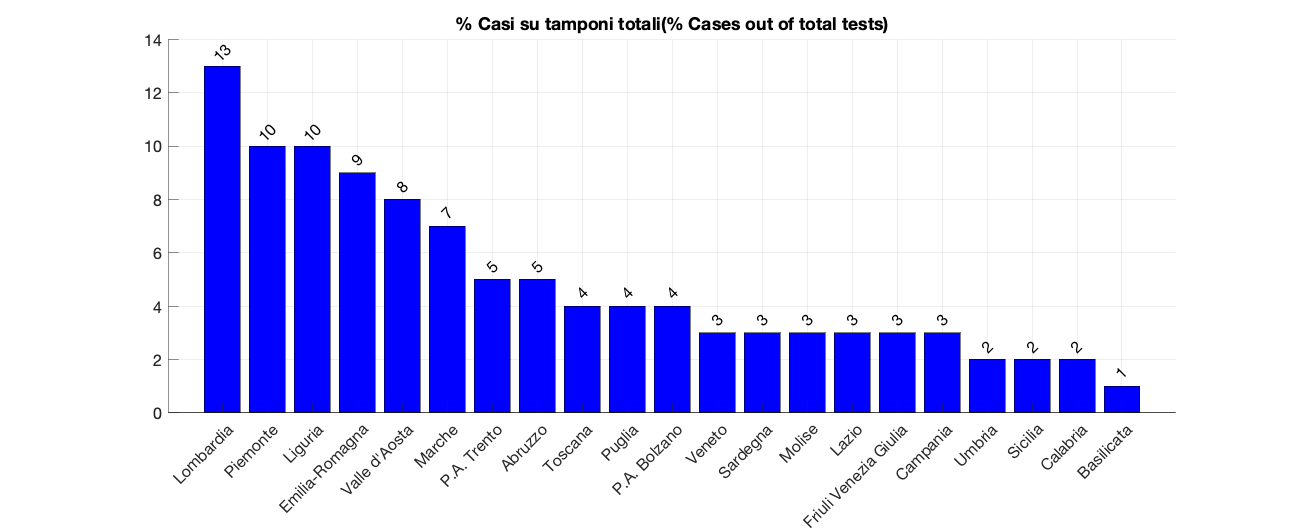 % Casi su tamponi totali(% Cases out of total tests)
14
12
10
8
6
4
2
0
13
10
10
9
8
7
5
5
4
4
4
3
3
3
3
3
3
2
2
2
1
Lombardia
Piemonte
Liguria
Emilia-Romagna
Valle d'Aosta
Marche
P.A. Trento
Abruzzo
Toscana
Puglia
P.A. Bolzano
Veneto
Sardegna
Molise
Lazio
Friuli Venezia Giulia
Campania
Umbria
Sicilia
Calabria
Basilicata